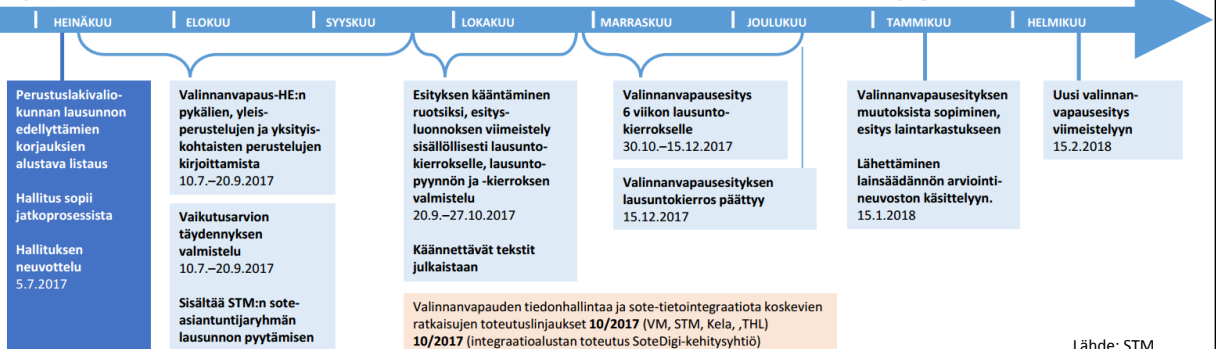 HEINÄKUU
ELOKUU
SYYSKUU
LOKAKUU
MARRASKUU
JOULUKUU
TAMMIKUU
HELMIKUU
Perustuslakivalio-
kunnan lausunnon
edellyttämien
korjauksien
alustava listaus
Hallitus sopii
jatkoprosessista
Hallituksen
neuvottelu
5.7.2017
Valinnanvapaus-HE:n
pykälien, yleis-
perustelujen ja yksityis-
kohtaisten perustelujen
kirjoittamista
10.7.–20.9.2017
Vaikutusarvion
täydennyksen
valmistelu
10.7.–20.9.2017
Sisältää STM:n sote-
asiantuntijaryhmän
lausunnon pyytämisen
Esityksen kääntäminen
ruotsiksi, esitys-
luonnoksen viimeistely
sisällöllisesti lausunto-
kierrokselle, lausunto-
pyynnön ja -kierroksen
valmistelu
20.9.–27.10.2017
Käännettävät tekstit
julkaistaan
Valinnanvapausesitys
6 viikon lausunto-
kierrokselle
30.10.–15.12.2017
Valinnanvapausesityksen
lausuntokierros päättyy
15.12.2017
Valinnanvapausesityksen
muutoksista sopiminen,
esitys laintarkastukseen
Lähettäminen
lainsäädännön arviointi-
neuvoston käsittelyyn.
15.1.2018
Uusi valinnan-
vapausesitys
viimeistelyyn
15.2.2018
Valinnanvapauden tiedonhallintaa ja sote-tietointegraatiota koskevien
ratkaisujen toteutuslinjaukset 10/2017 (VM, STM, Kela, ,THL)
10/2017 (integraatioalustan toteutus SoteDigi-kehitysyhtiö)
Lähde: STM